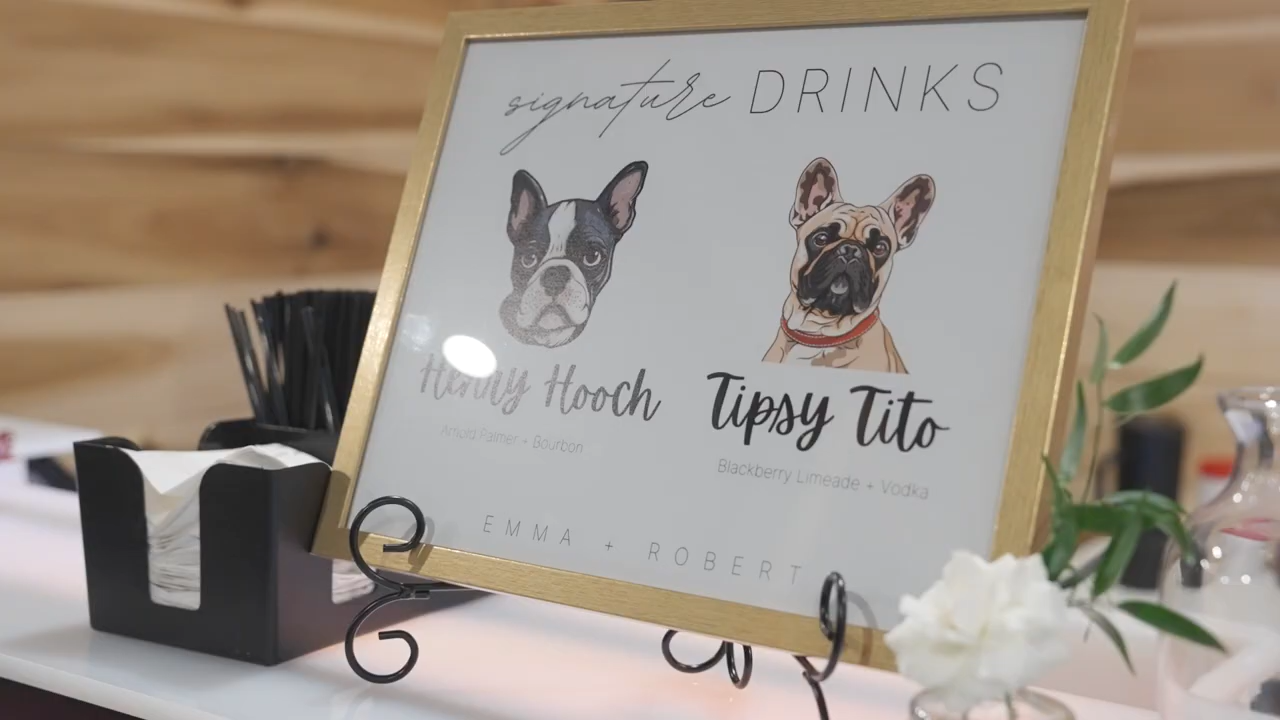 signature DRINKS
Henny Hooch
Arnold Palmer + Bourbon
Tipsy Tito
Blackberry Limeade + Vodka
EMMA + ROBERT